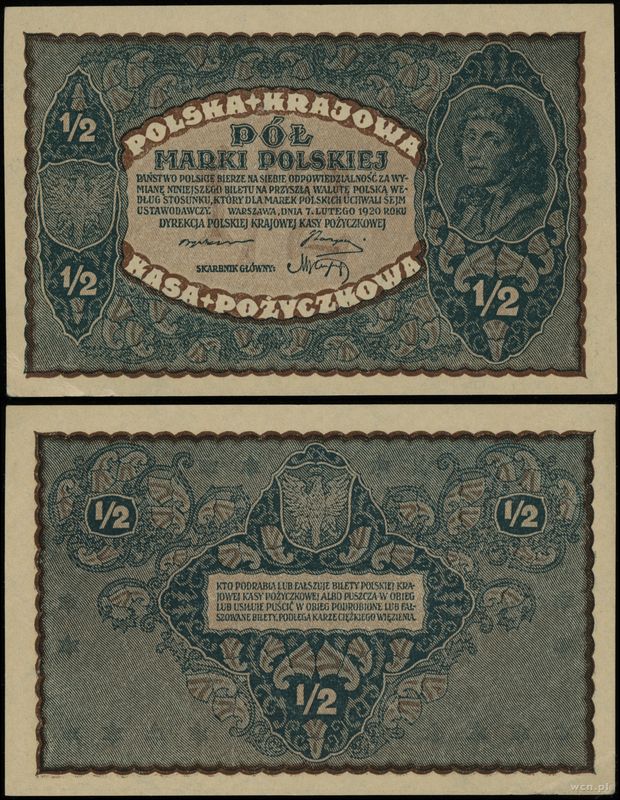 POLSKA + KRAJOWA
1/2
PÓŁ
MARKI POLSKIEJ
PAŃSTWO POLSKIE BIERZE NA SIEBIE ODPOWIEDZIALNOŚĆ ZA WY-
MIANĘ NINIEJSZEGO BILETU NA PRZYSZŁĄ WALUTĘ POLSKĄ WE-
DŁUG STOSUNKU, KTÓRY DLA MAREK POLSKICH UCHWALI SEJM
USTAWODAWCZY. WARSZAWA, DNIA 7. LUTEGO 1920 ROKU
DYREKCJA POLSKIEJ KRAJOWEJ KASY POŻYCZKOWEJ
SKARBNIK GŁÓWNY:
1/2
1/2
KASA + POŻYCZKOWA
1/2
1/2
KTO PODRABIA LUB FAŁSZUJE BILETY POLSKIEJ KRA-
JOWEJ KASY POŻYCZKOWEJ ALBO PUSZCZA W OBIEG
LUB USIŁUJE PUŚCIĆ W OBIEG PODROBIONE LUB FAŁ-
SZOWANE BILETY, PODLEGA KARZE CIĘŻKIEGO WIĘZIENIA.
1/2
wcn.pl